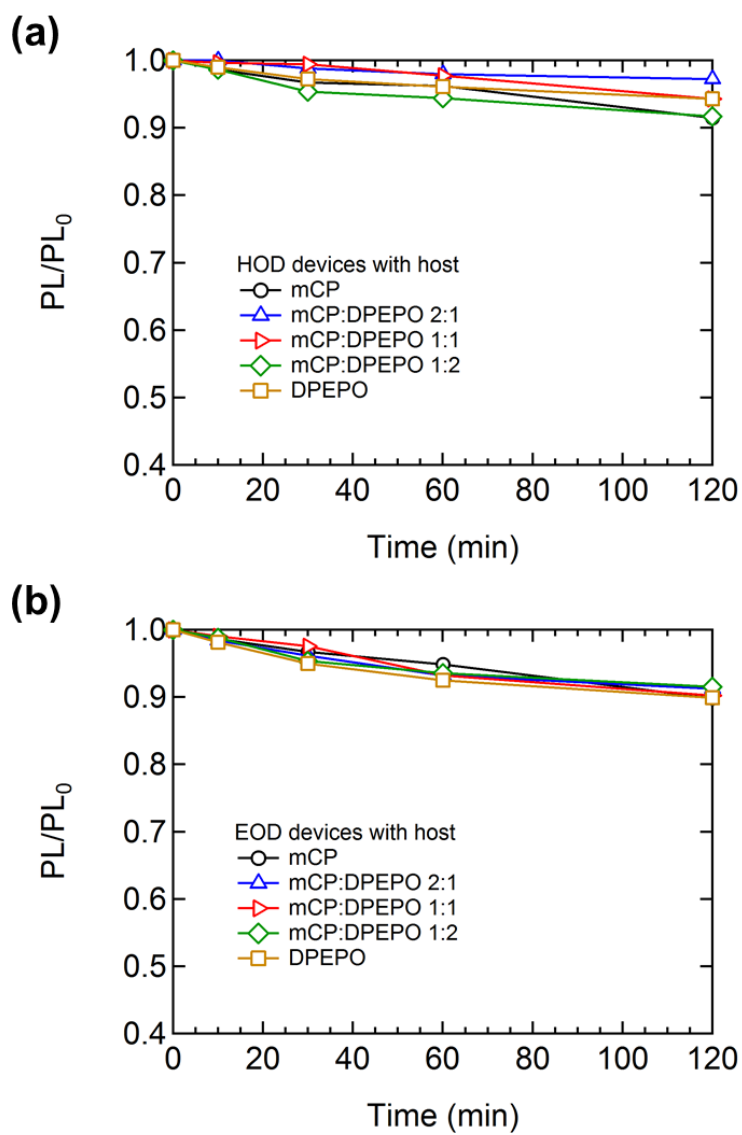 (a)
1.0
0.9
0.8
0.7
0.6
0.5
0.4
PL/PL0
HOD devices with host
mCP
mCP:DPEPO 2:1
mCP:DPEPO 1:1
mCP:DPEPO 1:2
DPEPO
0 20 40 60 80 100 120
Time (min)
(b)
1.0
0.9
0.8
0.7
0.6
0.5
0.4
PL/PL0
EOD devices with host
mCP
mCP:DPEPO 2:1
mCP:DPEPO 1:1
mCP:DPEPO 1:2
DPEPO
0 20 40 60 80 100 120
Time (min)